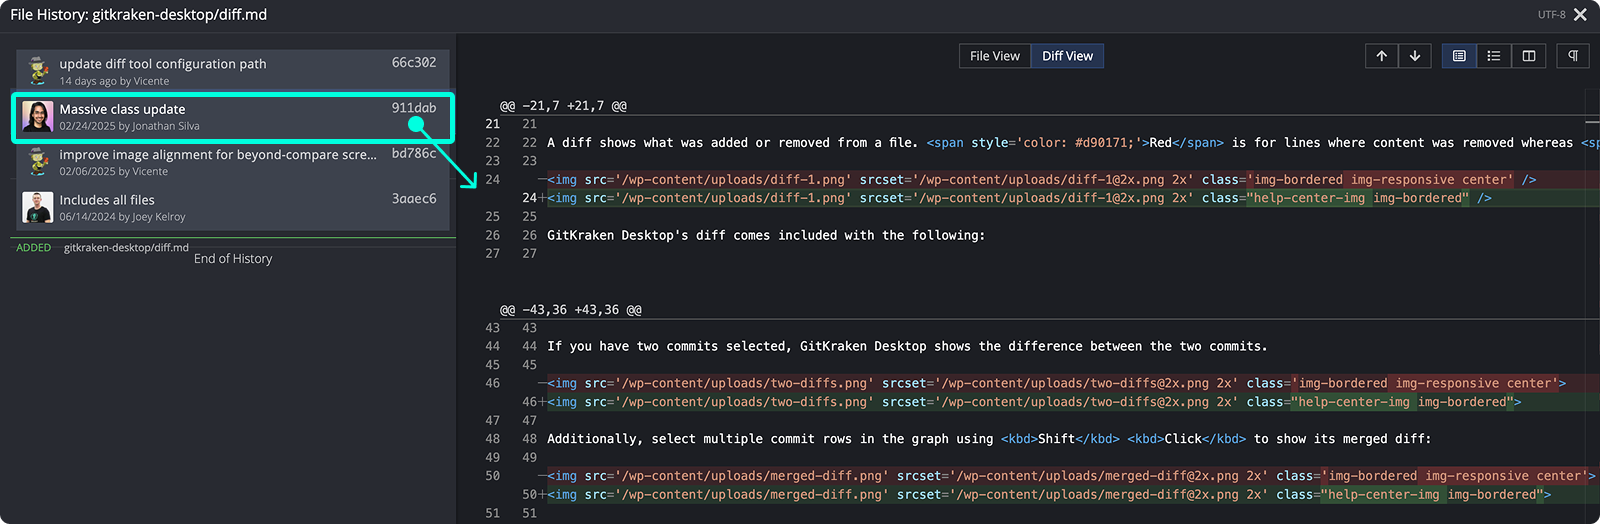 File History: gitkraken-desktop/diff.md
UTF-8
update diff tool configuration path 66c302
14 days ago by Vicente
Massive class update 911dab
02/24/2025 by Jonathan Silva
improve image alignment for beyond-compare scre... bd786c
02/06/2025 by Vicente
Includes all files 3aaec6
06/14/2024 by Joey Kelroy
ADDED gitkraken-desktop/diff.md
End of History
File View Diff View
@@ -21,7 +21,7 @@
21 21
22 22 A diff shows what was added or removed from a file. <span style='color: #d90171;'>Red</span> is for lines where content was removed whereas <sp
23 23
24 —<img src='/wp-content/uploads/diff-1.png' srcset='/wp-content/uploads/diff-1@2x.png 2x' class='img-bordered img-responsive center' />
24+<img src='/wp-content/uploads/diff-1.png' srcset='/wp-content/uploads/diff-1@2x.png 2x' class="help-center-img img-bordered" />
25 25
26 26 GitKraken Desktop's diff comes included with the following:
27 27
@@ -43,36 +43,36 @@
43 43
44 44 If you have two commits selected, GitKraken Desktop shows the difference between the two commits.
45 45
46 —<img src='/wp-content/uploads/two-diffs.png' srcset='/wp-content/uploads/two-diffs@2x.png 2x' class='img-bordered img-responsive center'>
46+<img src='/wp-content/uploads/two-diffs.png' srcset='/wp-content/uploads/two-diffs@2x.png 2x' class="help-center-img img-bordered">
47 47
48 48 Additionally, select multiple commit rows in the graph using <kbd>Shift</kbd> <kbd>Click</kbd> to show its merged diff:
49 49
50 —<img src='/wp-content/uploads/merged-diff.png' srcset='/wp-content/uploads/merged-diff@2x.png 2x' class='img-bordered img-responsive center'>
50+<img src='/wp-content/uploads/merged-diff.png' srcset='/wp-content/uploads/merged-diff@2x.png 2x' class="help-center-img img-bordered">
51 51